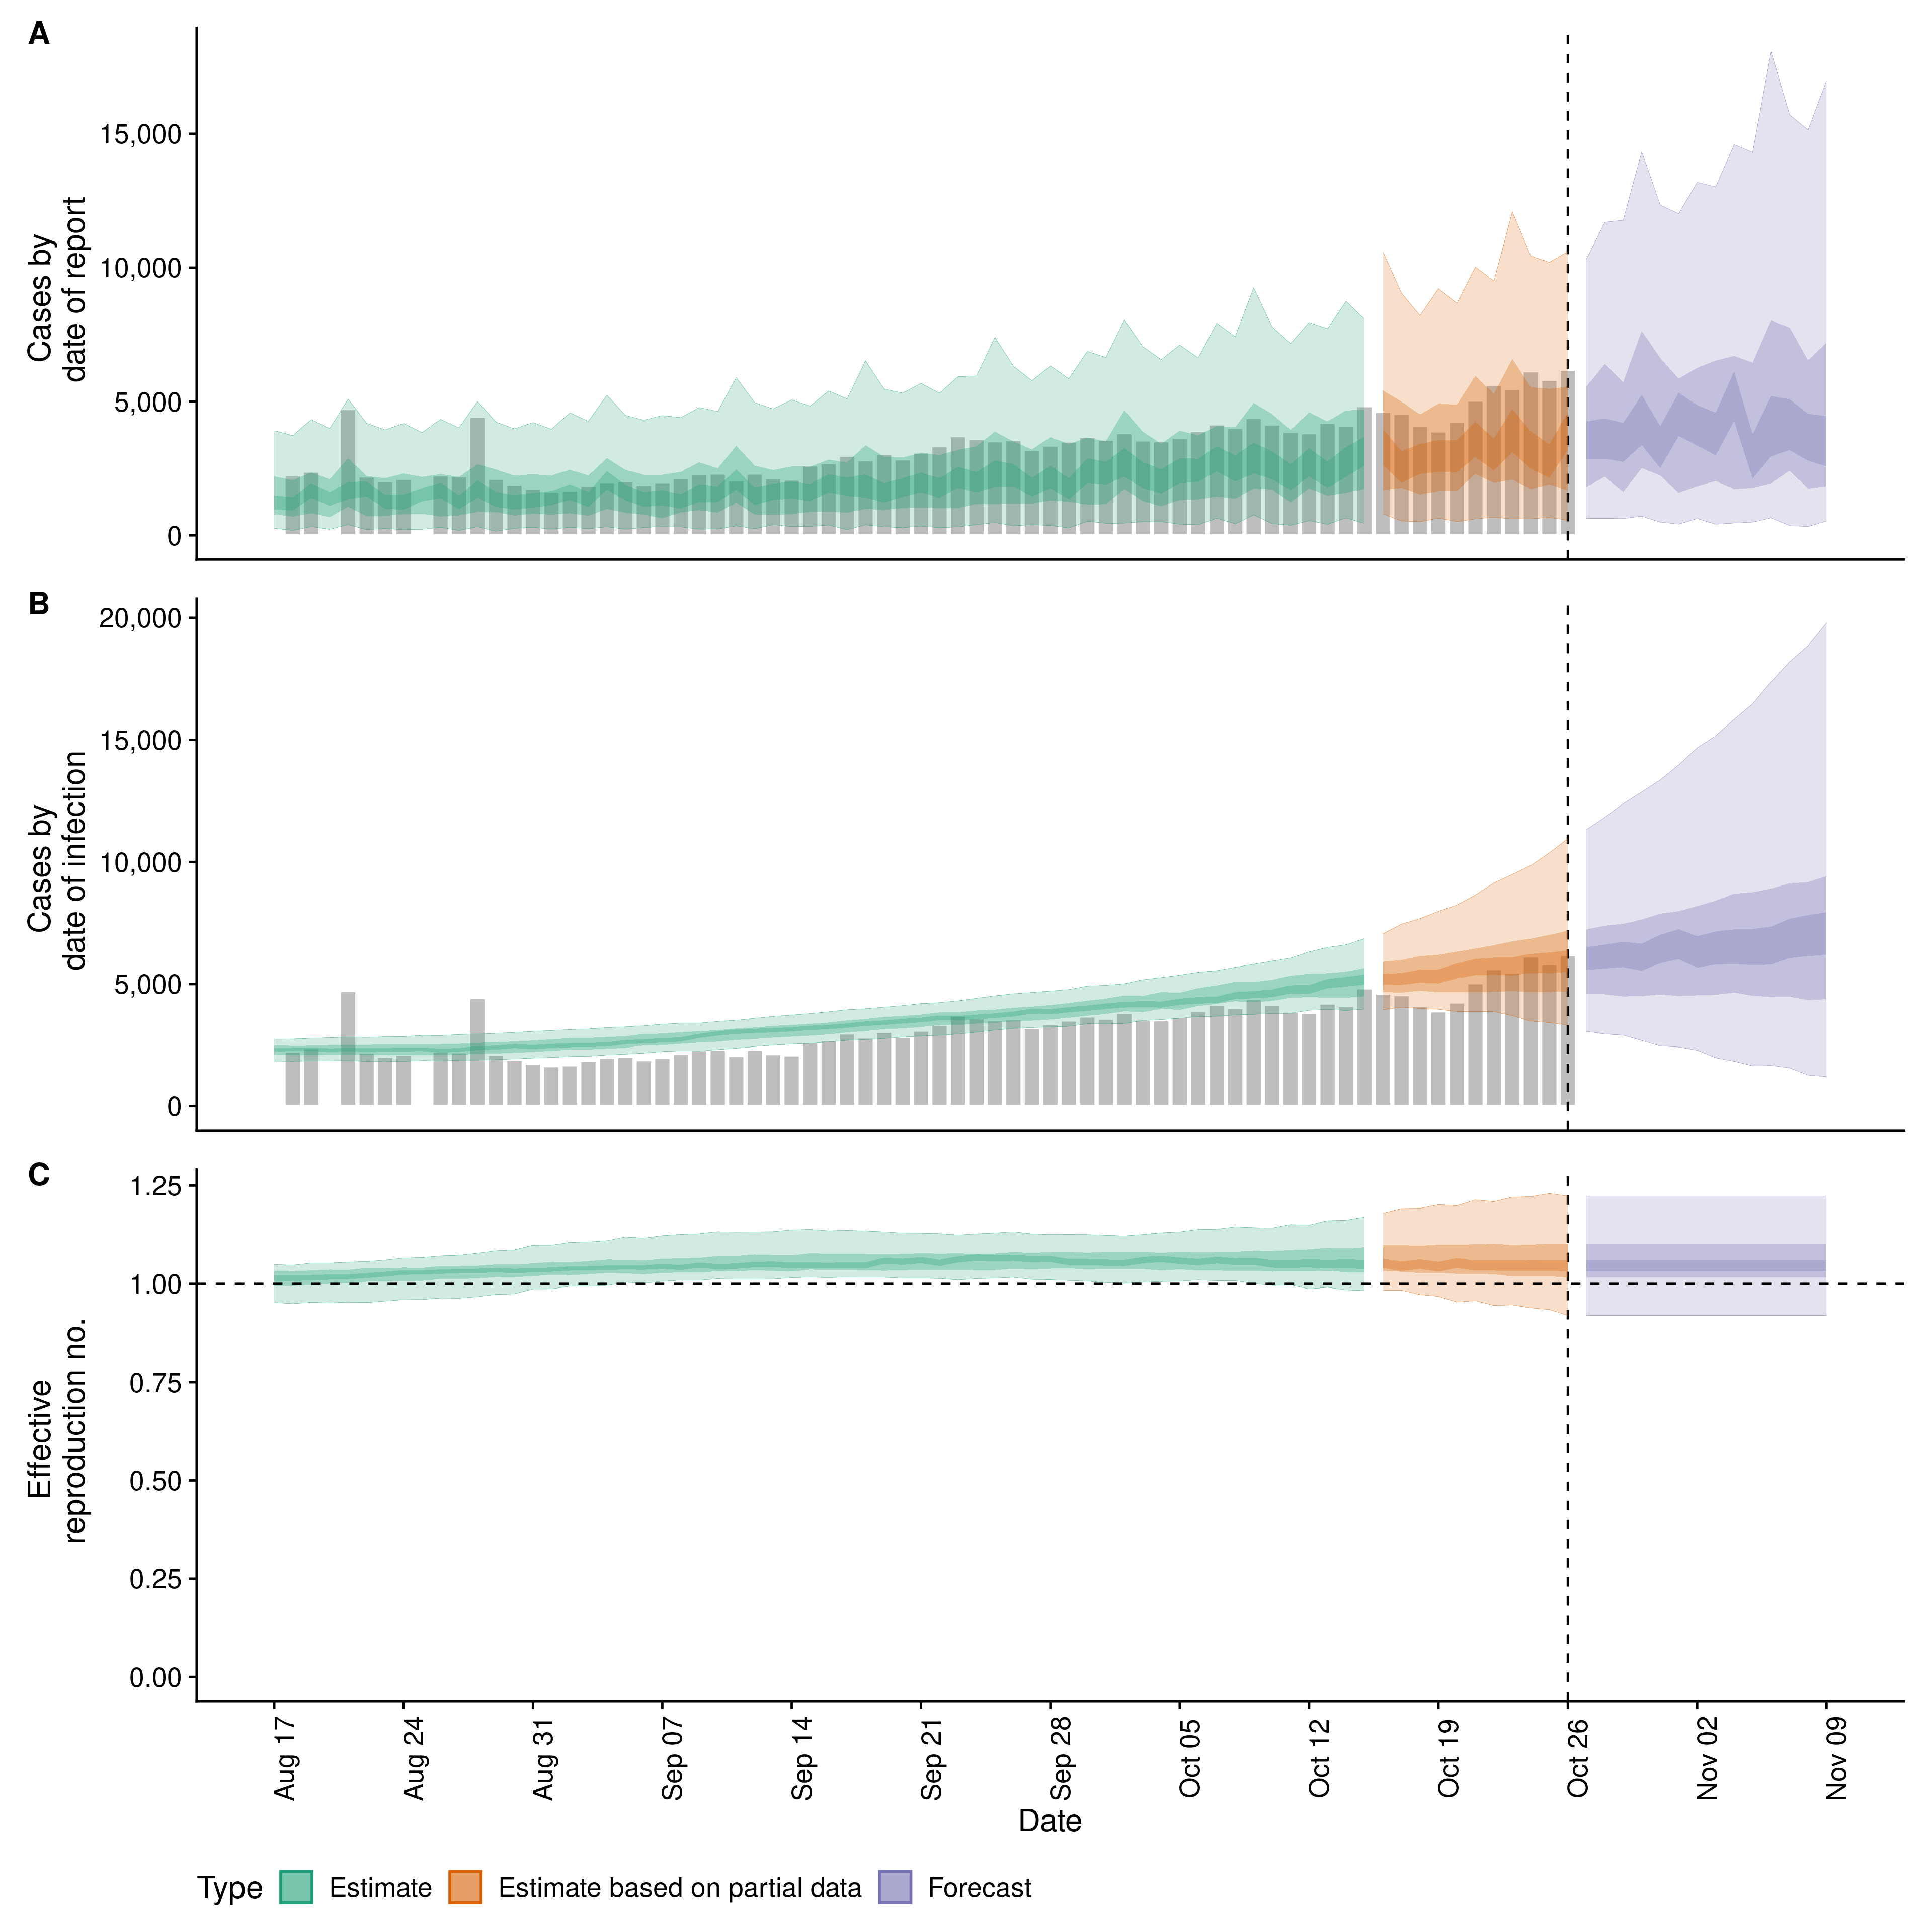 A
Cases by
date of report
15,000
10,000
5,000
0
B
Cases by
date of infection
20,000
15,000
10,000
5,000
0
C
Effective
reproduction no.
1.25
1.00
0.75
0.50
0.25
0.00
Aug 17
Aug 24
Aug 31
Sep 07
Sep 14
Sep 21
Sep 28
Oct 05
Oct 12
Oct 19
Oct 26
Nov 02
Nov 09
Date
Type Estimate Estimate based on partial data Forecast